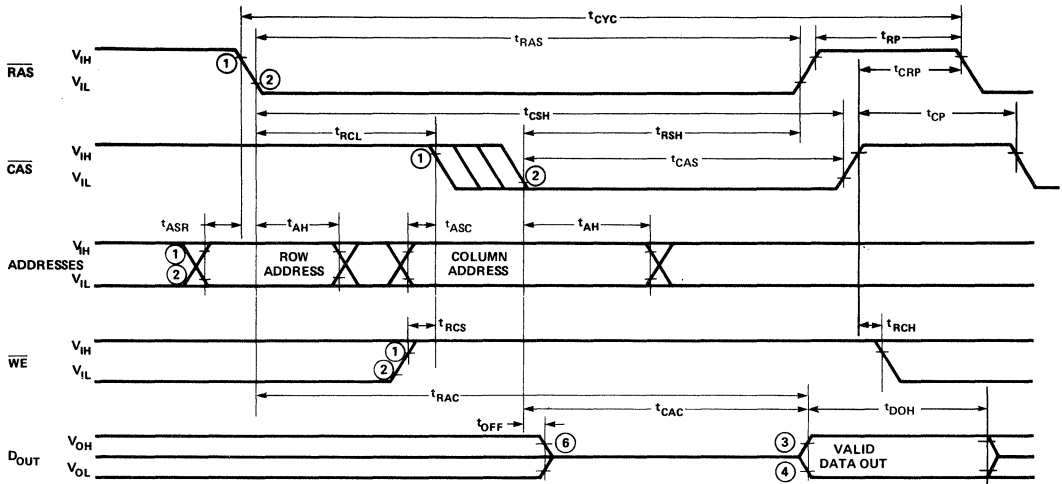 tCYC
tRAS
tRP
RAS
VIH
VIL
1
2
tCRP
tCSH
tCP
tRCL
tRSH
CAS
VIH
VIL
1
2
tCAS
tASR
tAH
tASC
tAH
ADDRESSES
VIH
VIL
1
2
ROW
ADDRESS
COLUMN
ADDRESS
tRCS
tRCH
WE
VIH
VIL
1
2
tRAC
tCAC
tDOH
tOFF
DOUT
VOH
VOL
6
3
4
VALID
DATA OUT